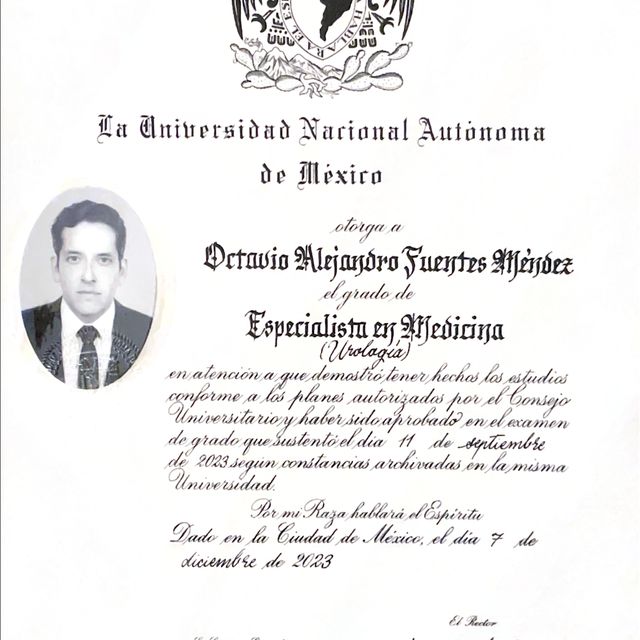 HABLARA EL ES
La Universidad Nacional Autónoma
de México
otorga a
Octavio Alejandro Fuentes Méndez
el grado de
Especialista en Medicina
(Urología)
en atención a que demostró tener hechos los estudios
conforme a los planes autorizados por el Consejo
Universitario y haber sido aprobado en el examen
de grado que sustentó el día 11 de septiembre
de 2023 según constancias archivadas en la misma
Universidad.
Por mi Raza hablará el Espíritu
Dado en la Ciudad de México, el día 7 de
diciembre de 2023
El Rector